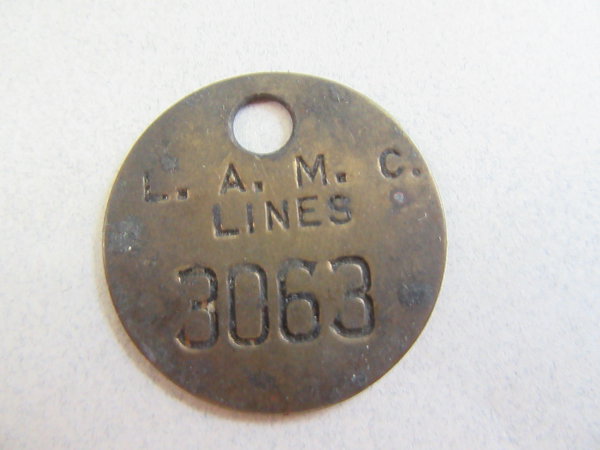 L. A. M. C.
LINES
3063